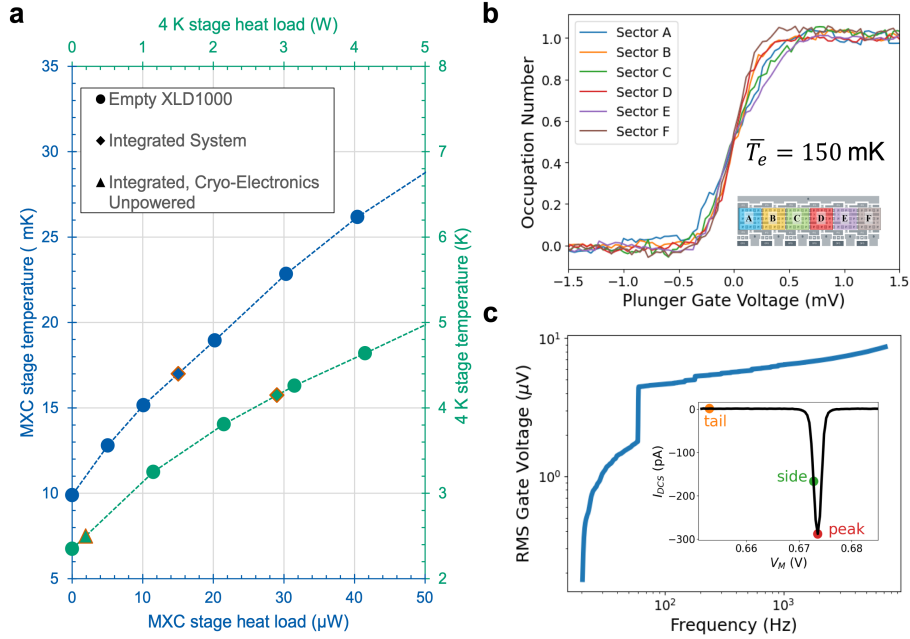 a
4 K stage heat load (W)
0 1 2 3 4 5
35
30
25
20
15
10
5
MXC stage temperature ( mK)
8
7
6
5
4
3
2
4 K stage temperature (K)
Empty XLD1000
Integrated System
Integrated, Cryo-Electronics
Unpowered
0 10 20 30 40 50
MXC stage heat load (μW)
b
Occupation Number
1.0
0.8
0.6
0.4
0.2
0.0
Sector A
Sector B
Sector C
Sector D
Sector E
Sector F
T̅e = 150 mK
A B C D E F
−1.5 −1.0 −0.5 0.0 0.5 1.0 1.5
Plunger Gate Voltage (mV)
c
RMS Gate Voltage (μV)
10¹
10⁰
10² 10³
Frequency (Hz)
IDCS (pA)
0
−100
−200
−300
tail
side
peak
0.66 0.67 0.68
VM (V)